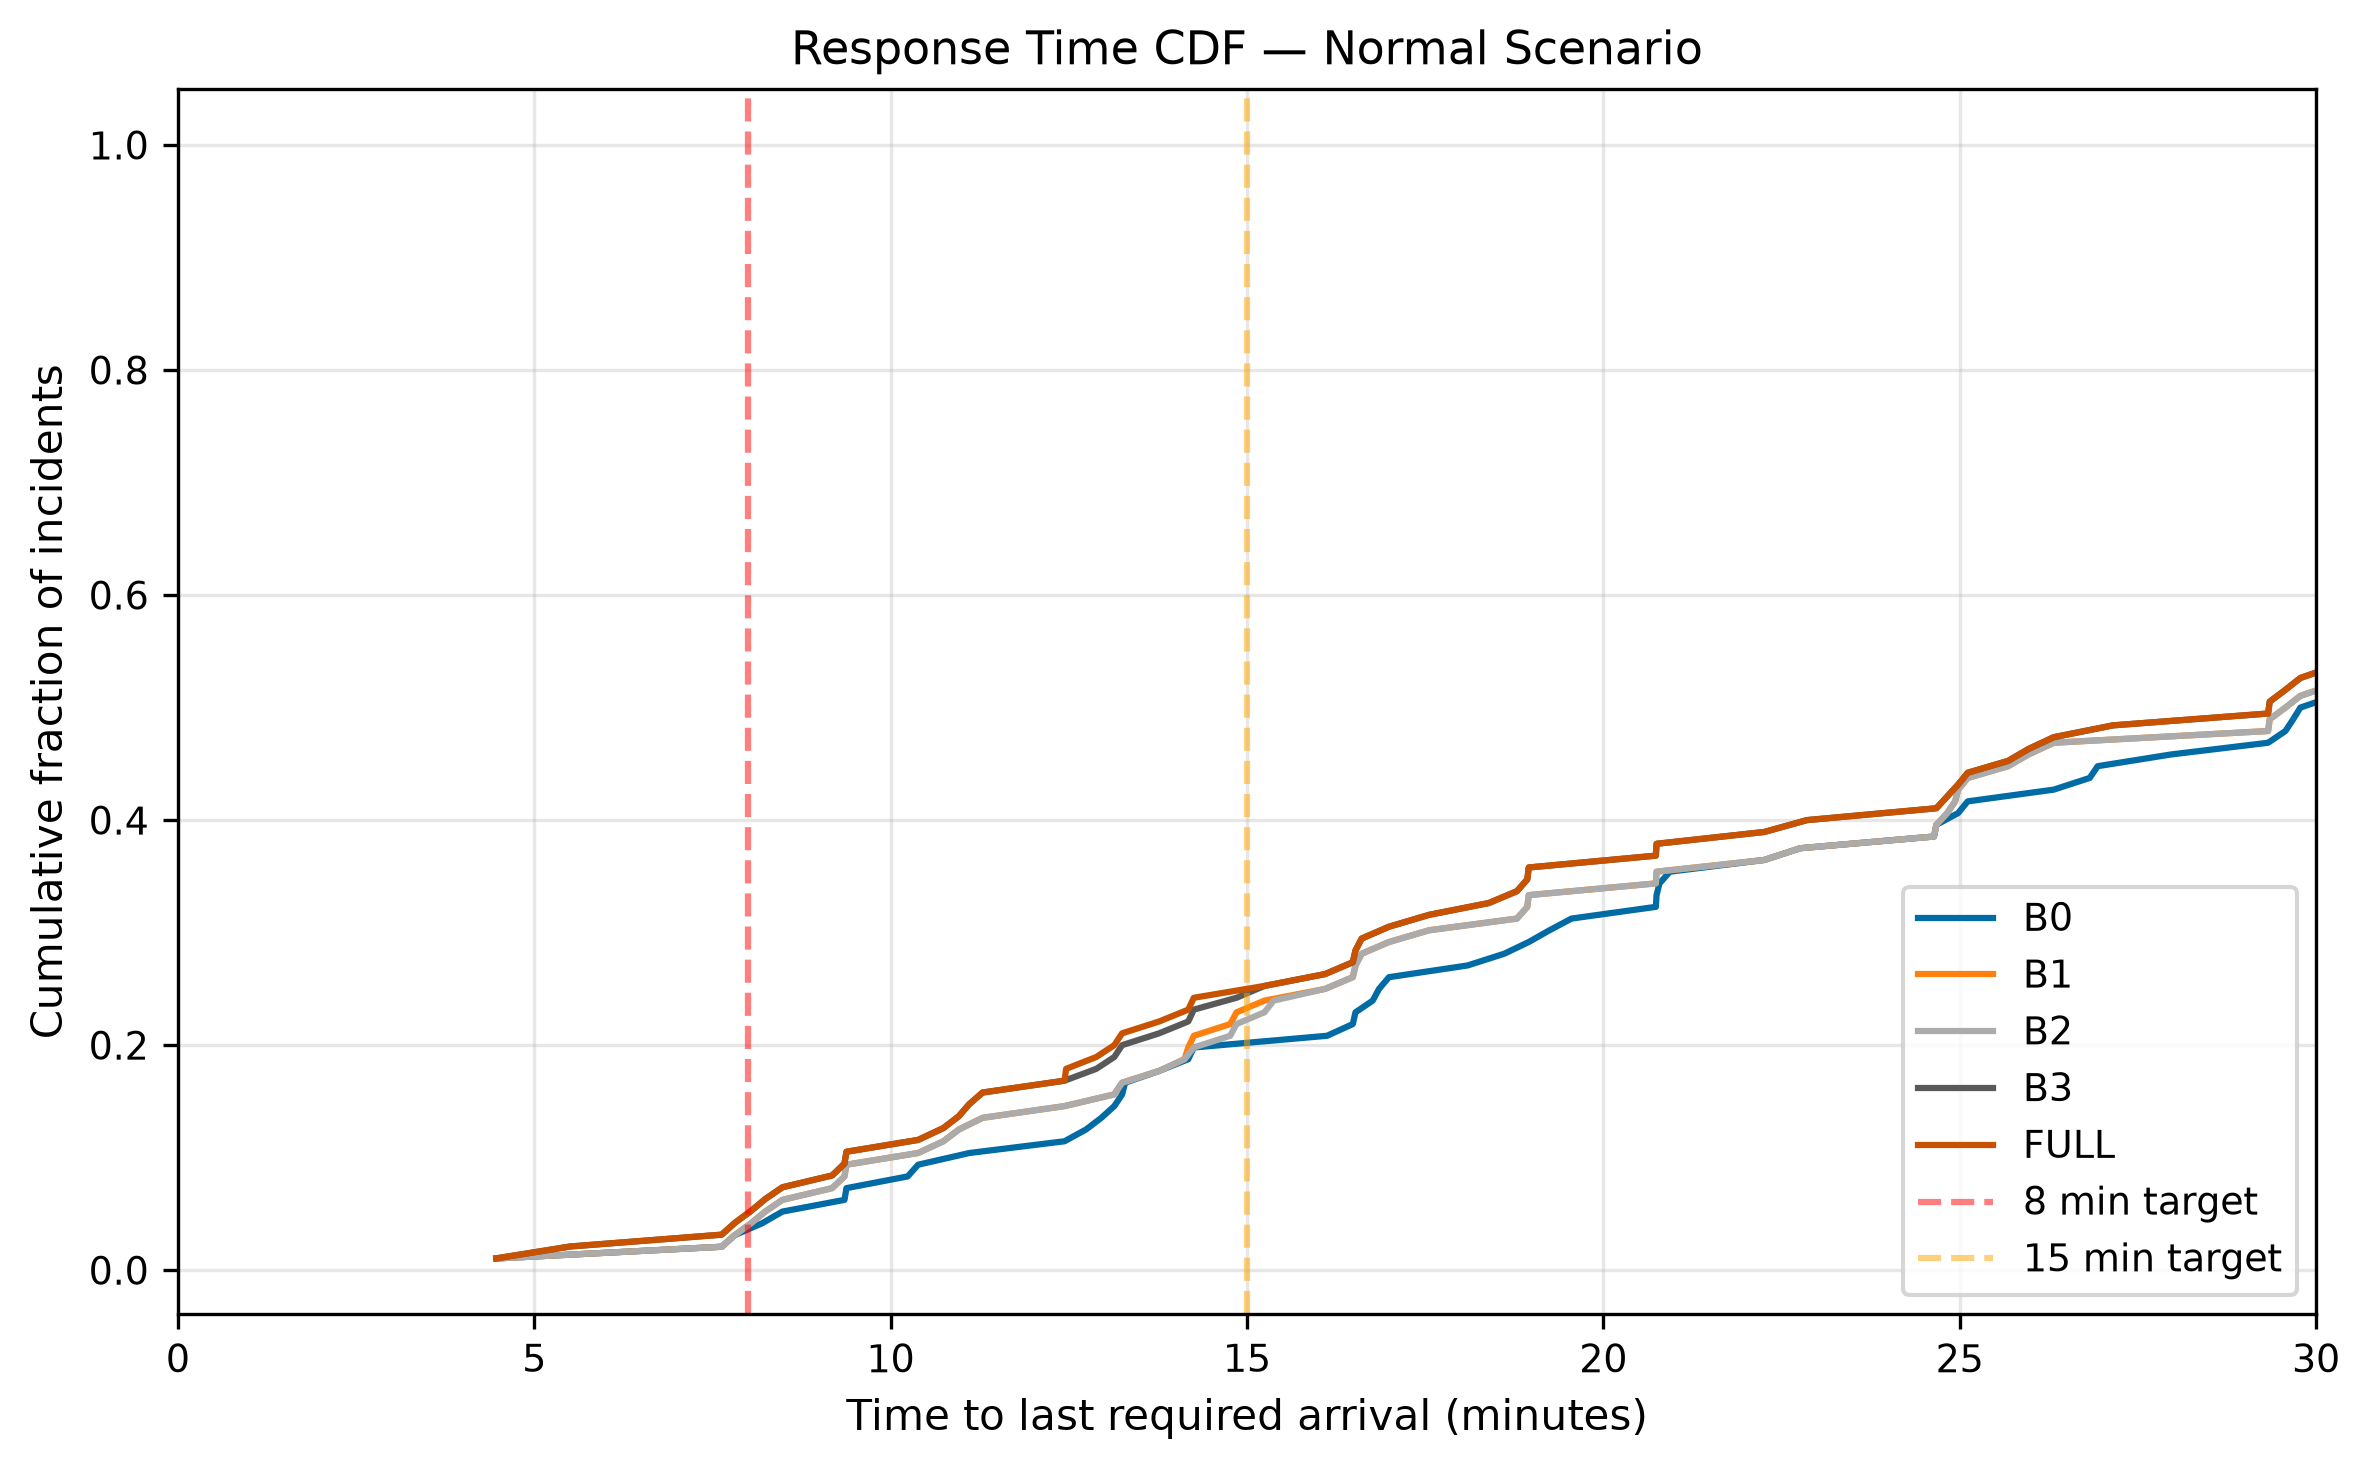 Response Time CDF — Normal Scenario
Cumulative fraction of incidents
1.0
0.8
0.6
0.4
0.2
0.0
0 5 10 15 20 25 30
Time to last required arrival (minutes)
B0
B1
B2
B3
FULL
8 min target
15 min target